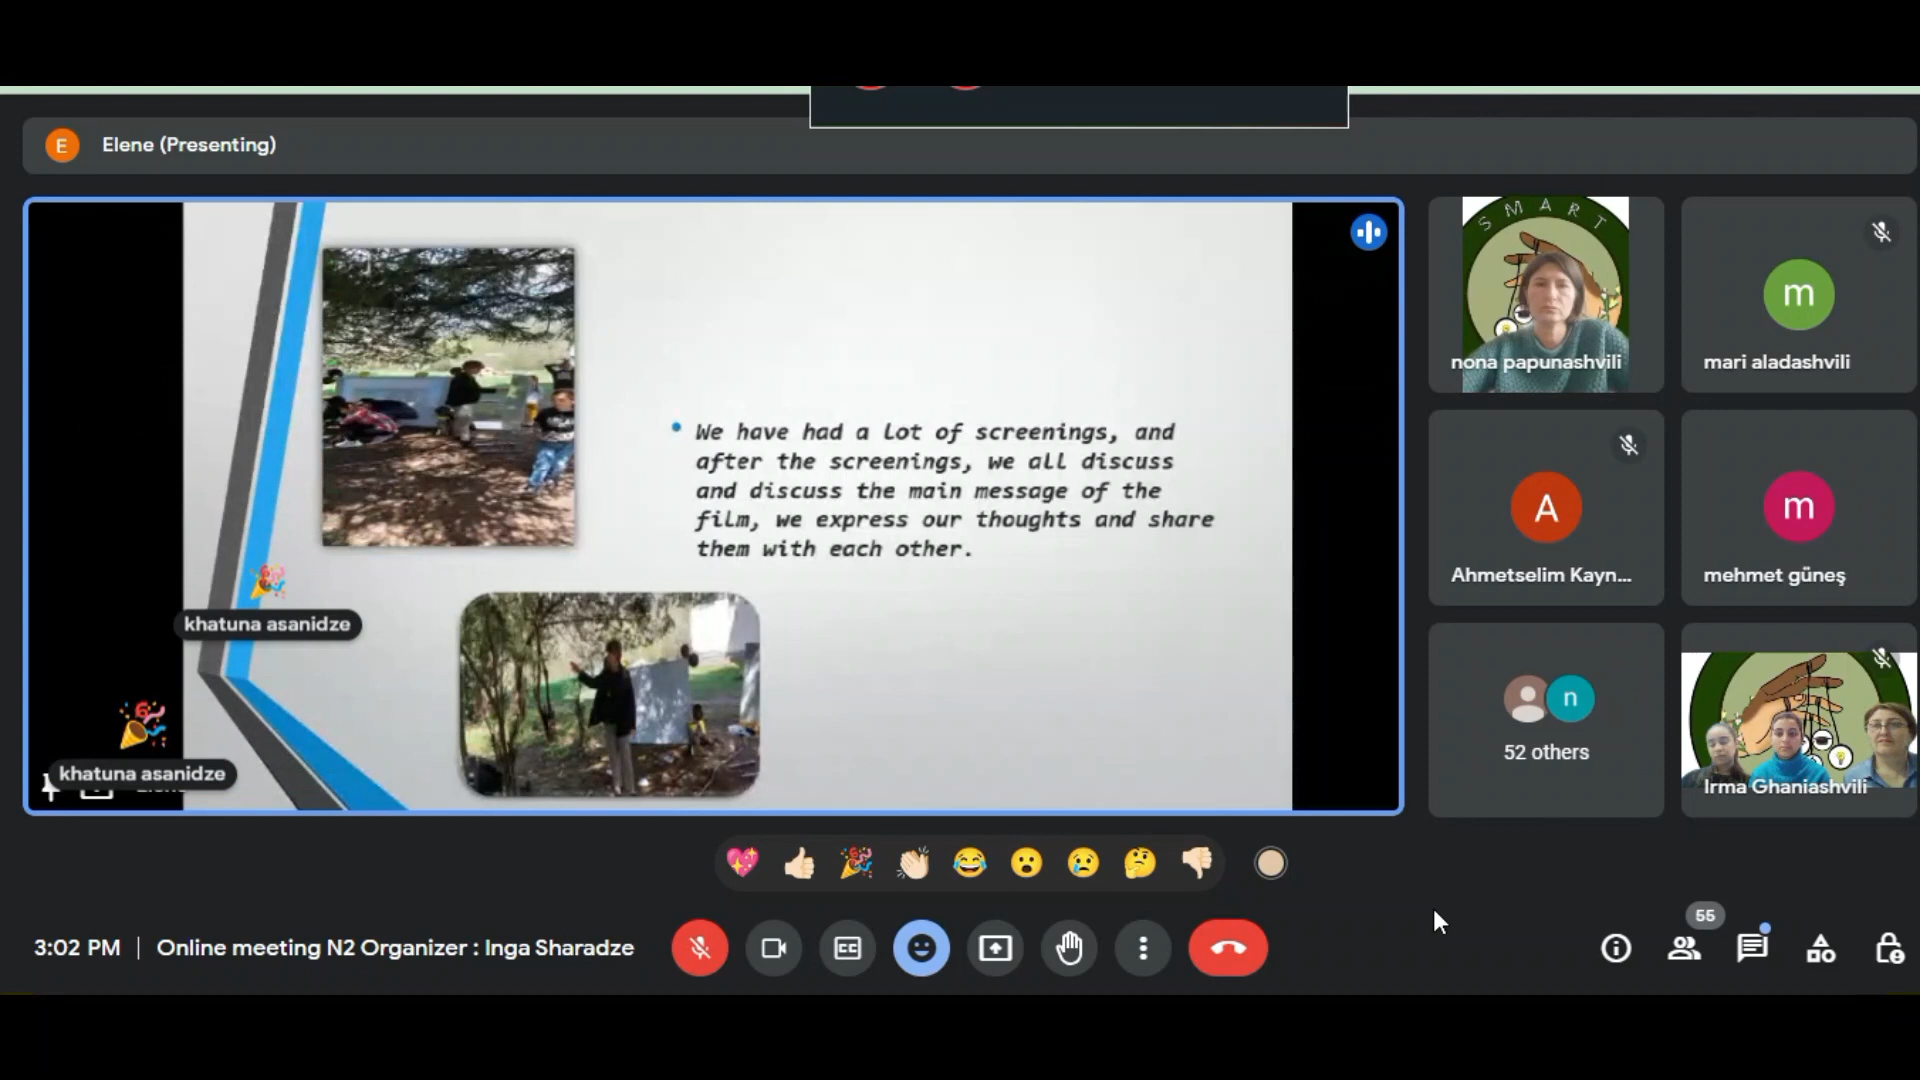 E Elene (Presenting)
We have had a lot of screenings, and
after the screenings, we all discuss
and discuss the main message of the
film, we express our thoughts and share
them with each other.
khatuna asanidze
khatuna asanidze
SMART
nona papunashvili
m
mari aladashvili
A
Ahmetselim Kayn...
m
mehmet güneş
n
52 others
Irma Ghaniashvili
3:02 PM | Online meeting N2 Organizer : Inga Sharadze
CC
55